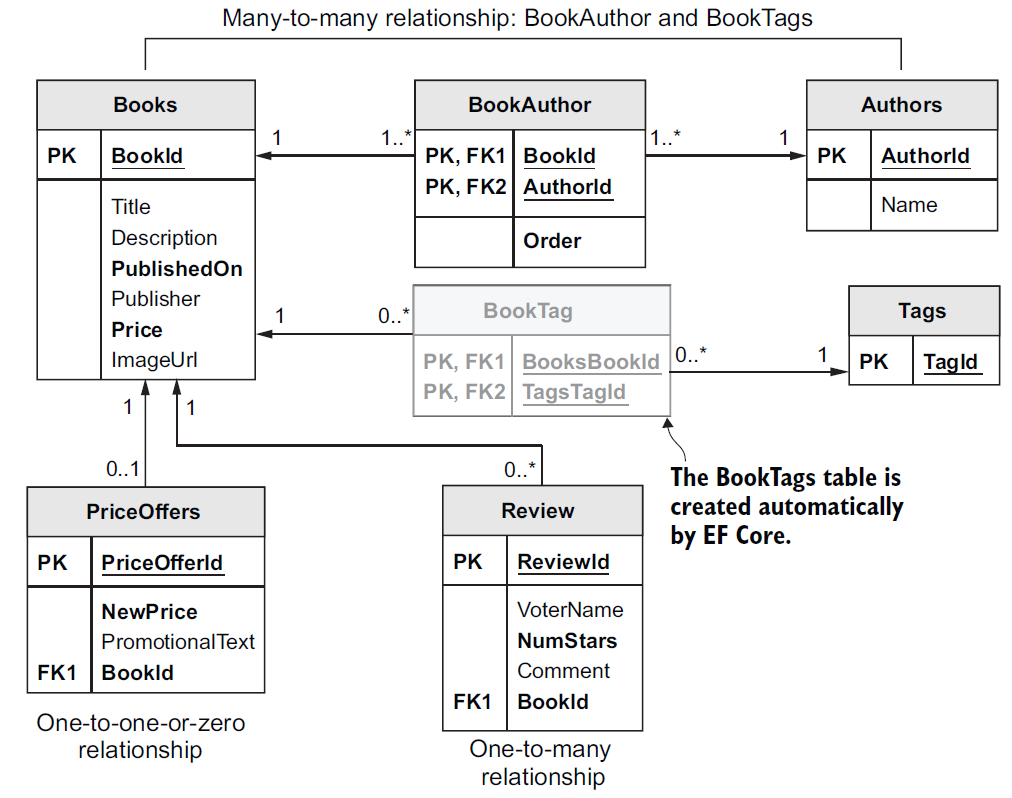 Many-to-many relationship: BookAuthor and BookTags
Books
PK BookId
Title
Description
PublishedOn
Publisher
Price
ImageUrl
1 1..*
BookAuthor
PK, FK1 BookId
PK, FK2 AuthorId
Order
1..* 1
Authors
PK AuthorId
Name
1 0..*
BookTag
PK, FK1 BooksBookId
PK, FK2 TagsTagId
0..* 1
Tags
PK TagId
The BookTags table is
created automatically
by EF Core.
1
0..1
PriceOffers
PK PriceOfferId
NewPrice
PromotionalText
FK1 BookId
One-to-one-or-zero
relationship
1
0..*
Review
PK ReviewId
VoterName
NumStars
Comment
FK1 BookId
One-to-many
relationship